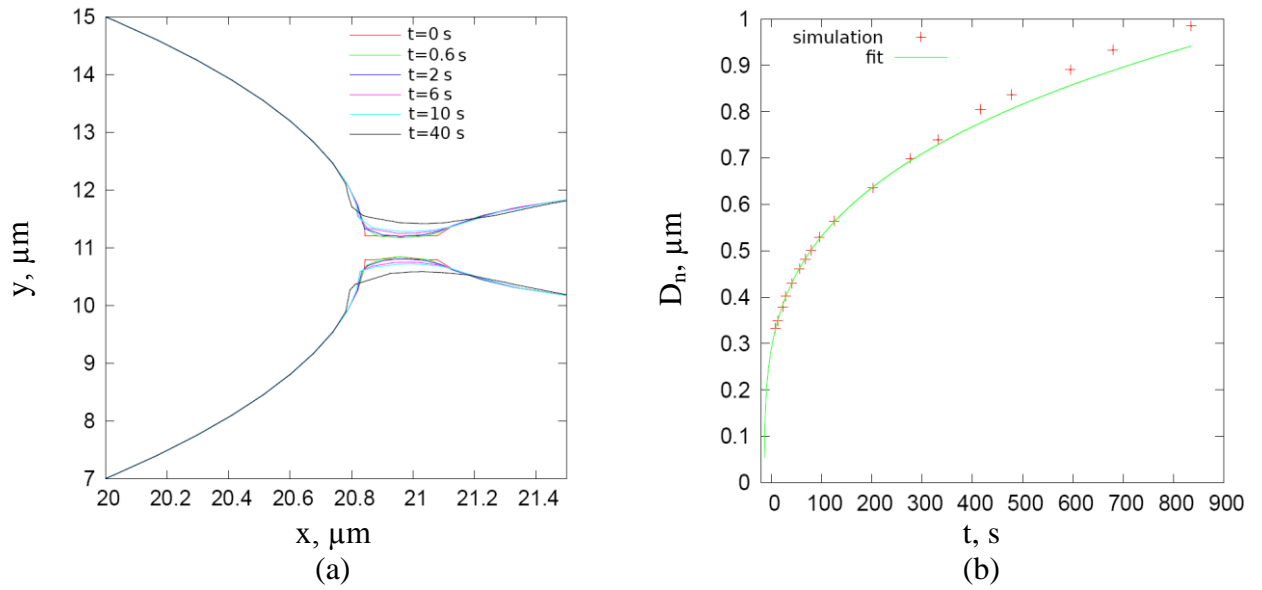 15
14
13
12
11
10
9
8
7
y, µm
t=0 s
t=0.6 s
t=2 s
t=6 s
t=10 s
t=40 s
20 20.2 20.4 20.6 20.8 21 21.2 21.4
x, µm
(a)
1
0.9
0.8
0.7
0.6
0.5
0.4
0.3
0.2
0.1
0
Dₙ, µm
simulation
fit
0 100 200 300 400 500 600 700 800 900
t, s
(b)